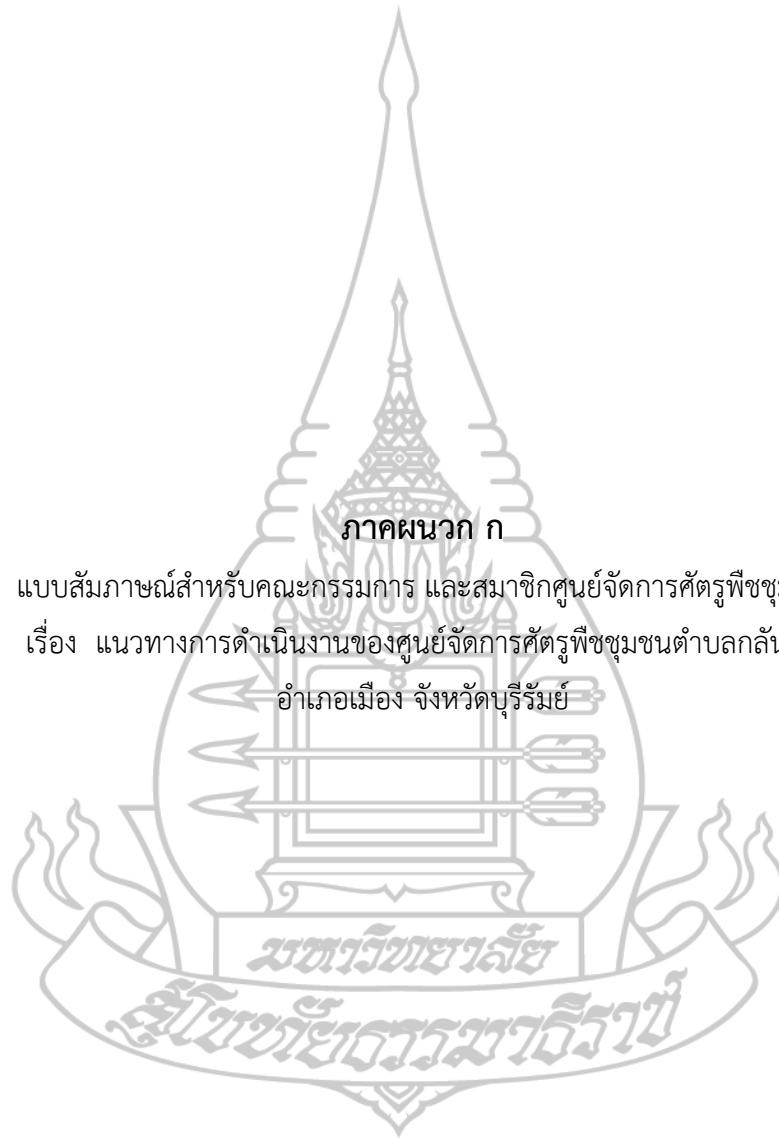 ภาคผนวก ก
แบบสัมภาษณ์สำหรับคณะกรรมการ และสมาชิกศูนย์จัดการศัตรูพืช
เรื่อง แนวทางการดำเนินงานของศูนย์จัดการศัตรูพืชชุมชนตำบลกลัน
อำเภอเมือง จังหวัดบุรีรัมย์
มหาวิทยาลัย
สุโขทัยธรรมาธิราช